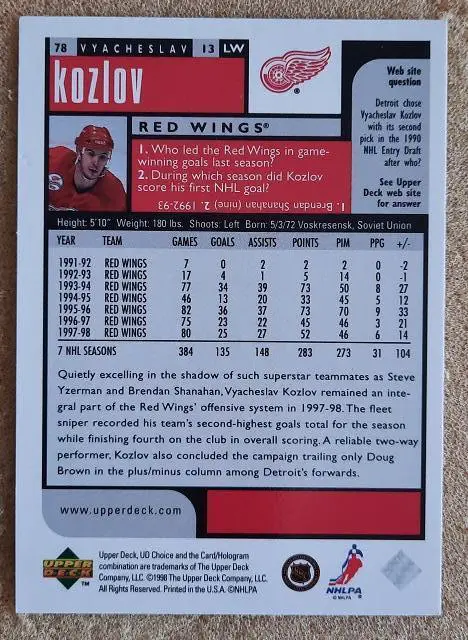 78 VYACHESLAV 13 LW
Kozlov
RED WINGS®
1. Who led the Red Wings in game-
winning goals last season?
2. During which season did Kozlov
score his first NHL goal?
1. Brendan Shanahan (nine) 2. 1992-93
Web site
question
Detroit chose
Vyacheslav Kozlov
with its second
pick in the 1990
NHL Entry Draft
after who?
See Upper
Deck web site
for answer
Height: 5'10" Weight: 180 lbs. Shoots: Left Born: 5/3/72 Voskresensk, Soviet Union
YEAR TEAM GAMES GOALS ASSISTS POINTS PIM PPG +/-
1991-92 RED WINGS 7 0 2 2 2 0 -2
1992-93 RED WINGS 17 4 1 5 14 0 -1
1993-94 RED WINGS 77 34 39 73 50 8 27
1994-95 RED WINGS 46 13 20 33 45 5 12
1995-96 RED WINGS 82 36 37 73 70 9 33
1996-97 RED WINGS 75 23 22 45 46 3 21
1997-98 RED WINGS 80 25 27 52 46 6 14
7 NHL SEASONS 384 135 148 283 273 31 104
Quietly excelling in the shadow of such superstar teammates as Steve
Yzerman and Brendan Shanahan, Vyacheslav Kozlov remained an inte-
gral part of the Red Wings' offensive system in 1997-98. The fleet
sniper recorded his team's second-highest goals total for the season
while finishing fourth on the club in overall scoring. A reliable two-way
performer, Kozlov also concluded the campaign trailing only Doug
Brown in the plus/minus column among Detroit's forwards.
www.upperdeck.com
UPPER
DECK
™
Upper Deck, UD Choice and the Card/Hologram
combination are trademarks of The Upper Deck
Company, LLC. ©1998 The Upper Deck Company, LLC.
All Rights Reserved. Printed in the U.S.A. ©NHLPA
NHL
NHLPA
© NHLPA